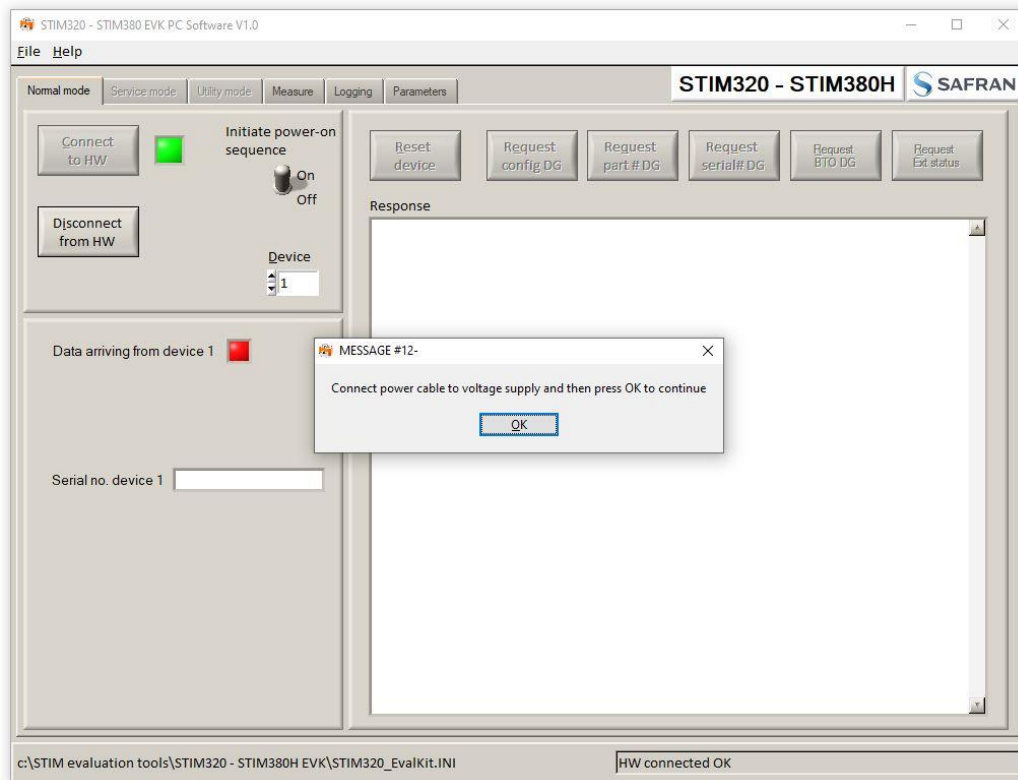 STIM320 - STIM380 EVK PC Software V1.0
File Help
Normal mode Service mode Utility mode Measure Logging Parameters
STIM320 - STIM380H SAFRAN
Connect
to HW
Initiate power-on
sequence
On
Off
Disconnect
from HW
Device
1
Reset
device
Request
config DG
Request
part # DG
Request
serial# DG
Request
BTO DG
Request
Ext status
Response
Data arriving from device 1
Serial no. device 1
MESSAGE #12-
Connect power cable to voltage supply and then press OK to continue
OK
c:\STIM evaluation tools\STIM320 - STIM380H EVK\STIM320_EvalKit.INI
HW connected OK